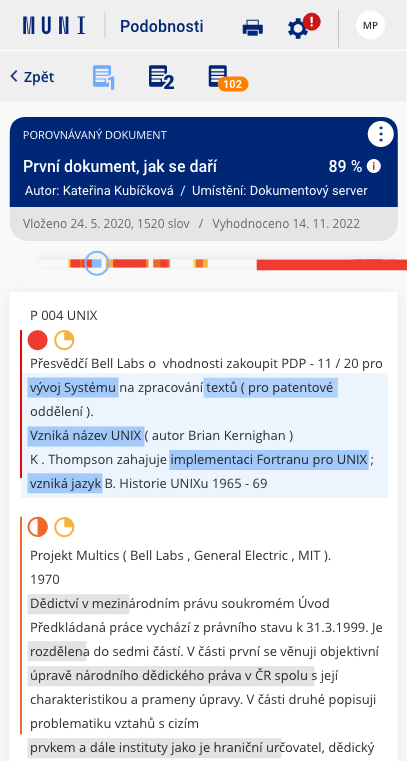 MUNI Podobnosti MP
Zpět 1 2 102
POROVNÁVANÝ DOKUMENT
První dokument, jak se daří 89 %
Autor: Kateřina Kubíčková / Umístění: Dokumentový server
Vloženo 24. 5. 2020, 1520 slov / Vyhodnoceno 14. 11. 2022
P 004 UNIX
Přesvědčí Bell Labs o vhodnosti zakoupit PDP - 11 / 20 pro
vývoj Systému na zpracování textů ( pro patentové
oddělení ).
Vzniká název UNIX ( autor Brian Kernighan )
K . Thompson zahajuje implementaci Fortranu pro UNIX ;
vzniká jazyk B. Historie UNIXu 1965 - 69
Projekt Multics ( Bell Labs , General Electric , MIT ).
1970
Dědictví v mezinárodním právu soukromém Úvod
Předkládaná práce vychází z právního stavu k 31.3.1999. Je
rozdělena do sedmi částí. V části první se věnuji objektivní
úpravě národního dědického práva v ČR spolu s její
charakteristikou a prameny úpravy. V části druhé popisuji
problematiku vztahů s cizím
prvkem a dále instituty jako je hraniční určovatel, dědický